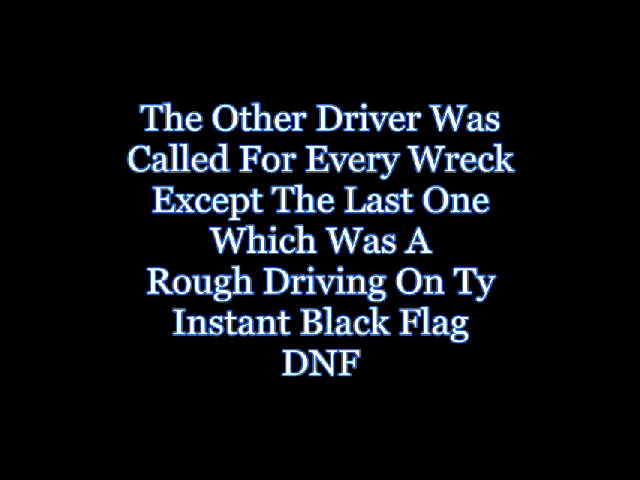 The Other Driver Was
Called For Every Wreck
Except The Last One
Which Was A
Rough Driving On Ty
Instant Black Flag
DNF